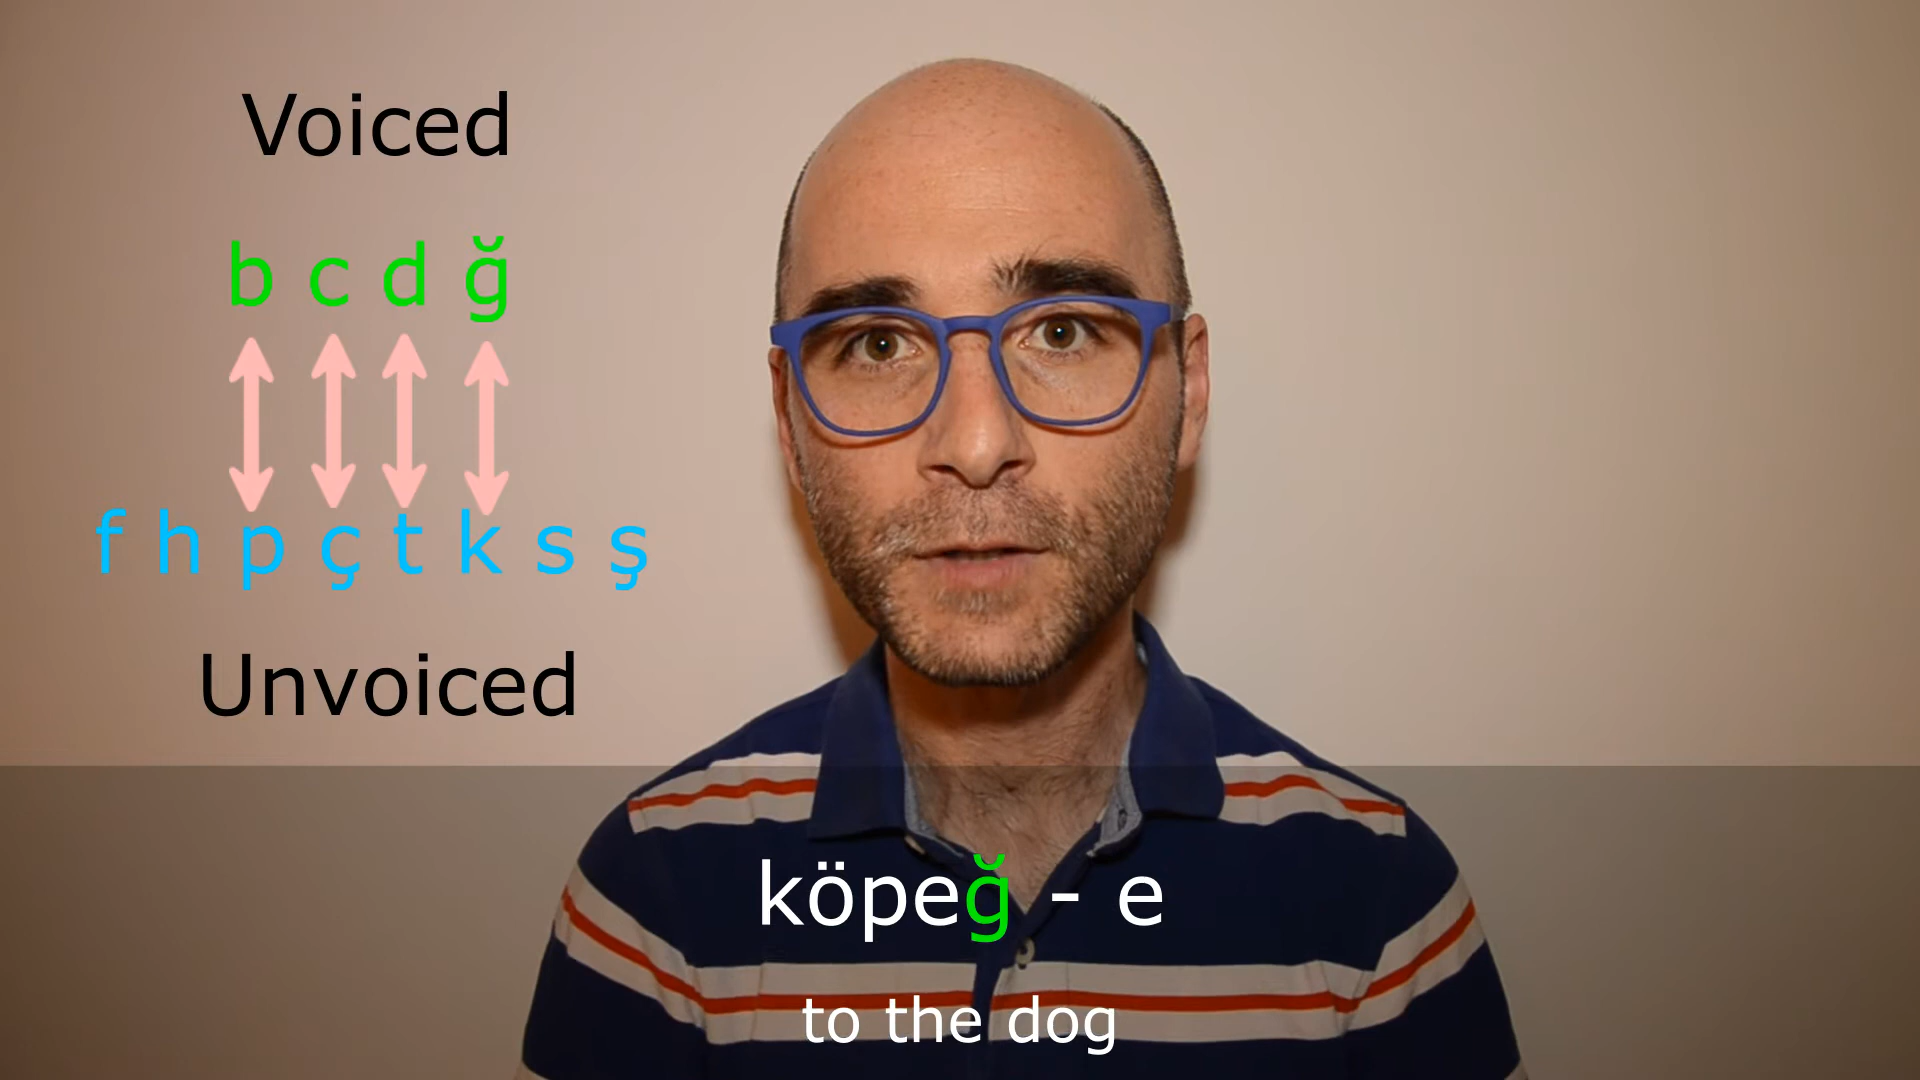 Voiced
b c d ğ
f h p ç t k s ş
Unvoiced
köpeğ - e
to the dog